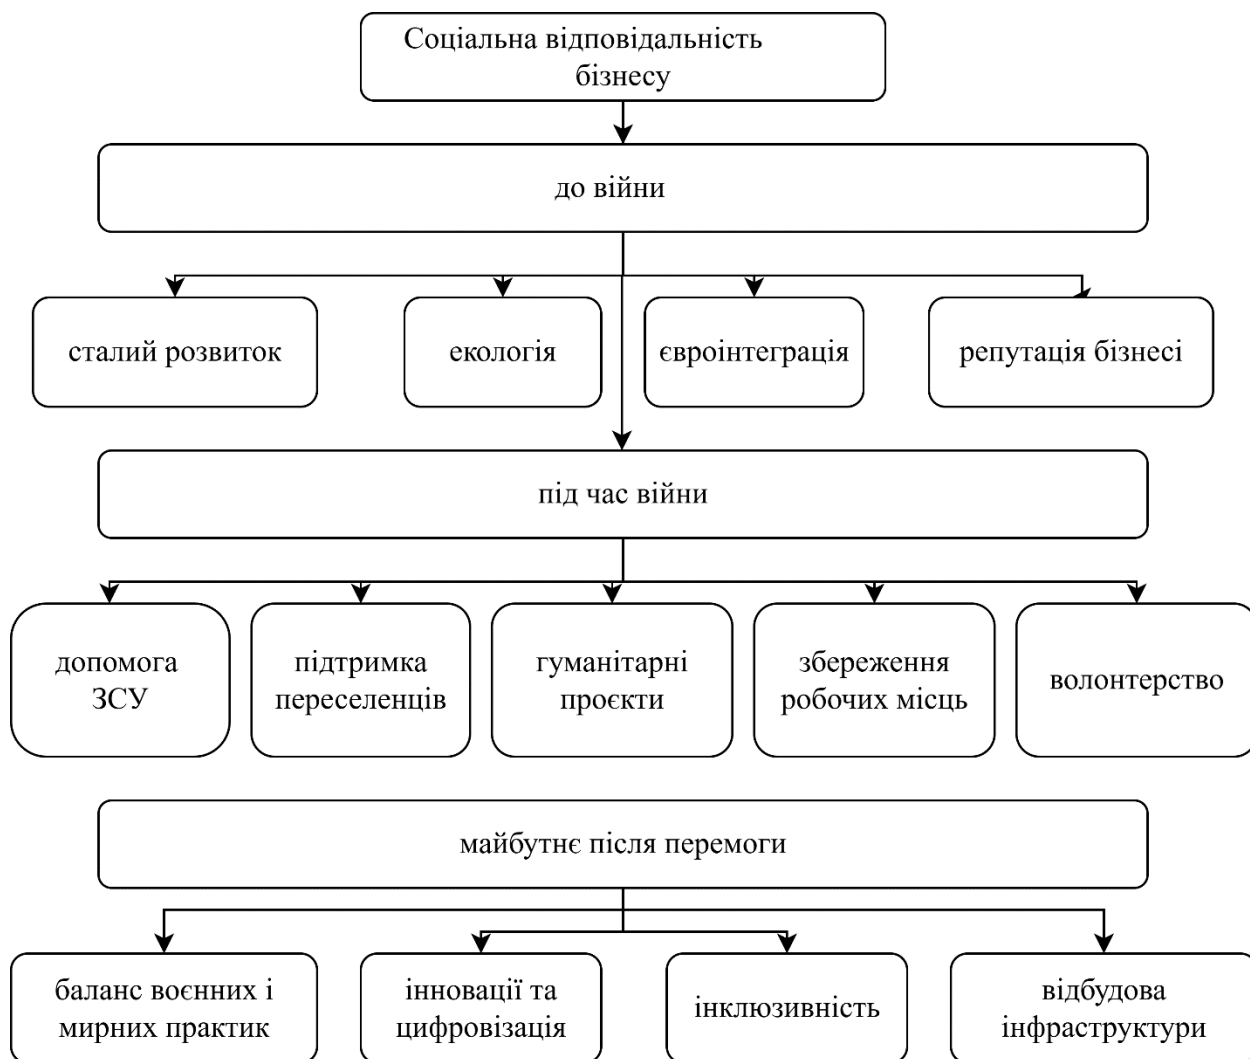 Соціальна відповідальність
бізнесу
до війни
сталий розвиток
екологія
євроінтеграція
репутація бізнесі
під час війни
допомога
ЗСУ
підтримка
переселенців
гуманітарні
проєкти
збереження
робочих місць
волонтерство
майбутнє після перемоги
баланс воєнних і
мирних практик
інновації та
цифровізація
інклюзивність
відбудова
інфраструктури